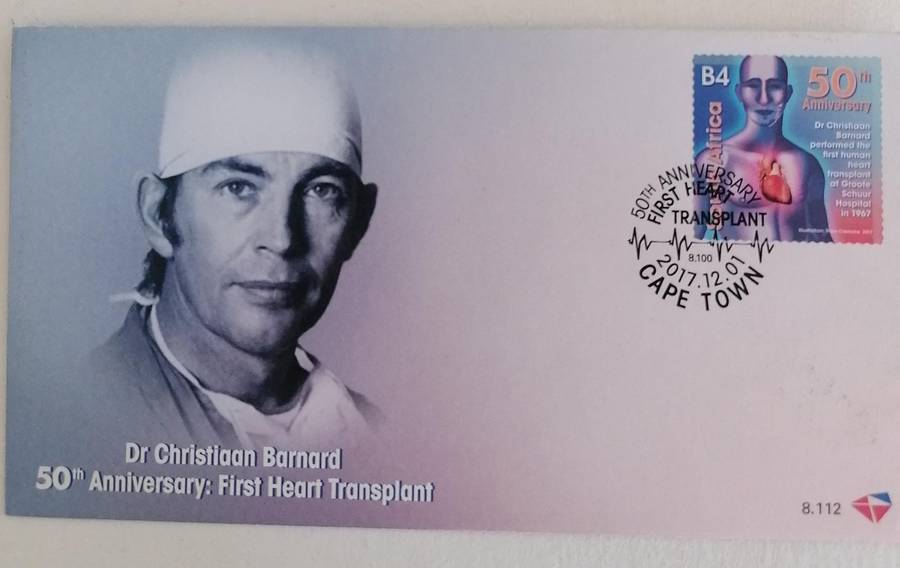 B4
50th
Anniversary
Dr Christiaan
Barnard
performed the
first human
heart
transplant
at Groote
Schuur
Hospital
in 1967
Africa
50TH ANNIVERSARY
FIRST HEART
TRANSPLANT
8.100
2017.12.01
CAPE TOWN
Dr Christiaan Barnard
50th Anniversary: First Heart Transplant
8.112